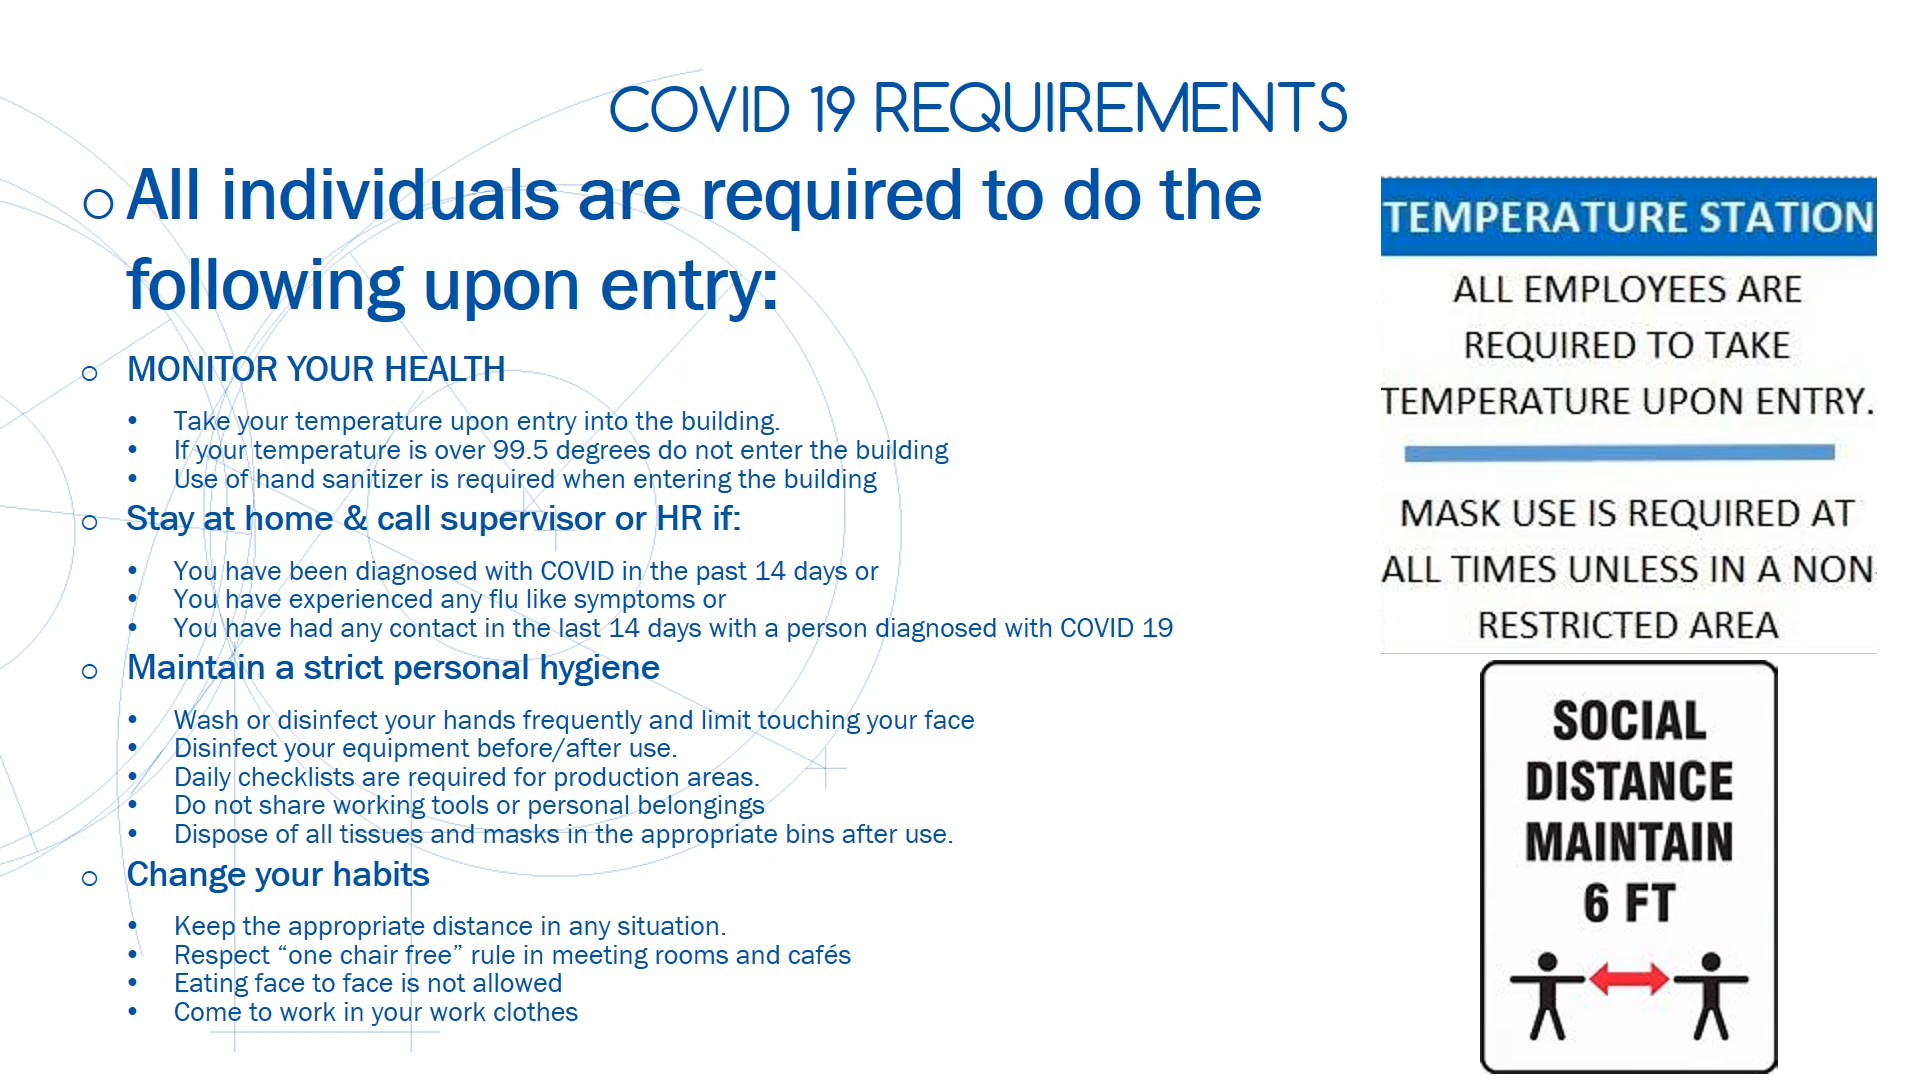 COVID 19 REQUIREMENTS
○ All individuals are required to do the
following upon entry:
○ MONITOR YOUR HEALTH
• Take your temperature upon entry into the building.
• If your temperature is over 99.5 degrees do not enter the building
• Use of hand sanitizer is required when entering the building
○ Stay at home & call supervisor or HR if:
• You have been diagnosed with COVID in the past 14 days or
• You have experienced any flu like symptoms or
• You have had any contact in the last 14 days with a person diagnosed with COVID 19
○ Maintain a strict personal hygiene
• Wash or disinfect your hands frequently and limit touching your face
• Disinfect your equipment before/after use.
• Daily checklists are required for production areas.
• Do not share working tools or personal belongings
• Dispose of all tissues and masks in the appropriate bins after use.
○ Change your habits
• Keep the appropriate distance in any situation.
• Respect “one chair free” rule in meeting rooms and cafés
• Eating face to face is not allowed
• Come to work in your work clothes
TEMPERATURE STATION
ALL EMPLOYEES ARE
REQUIRED TO TAKE
TEMPERATURE UPON ENTRY.
MASK USE IS REQUIRED AT
ALL TIMES UNLESS IN A NON-
RESTRICTED AREA
SOCIAL
DISTANCE
MAINTAIN
6 FT